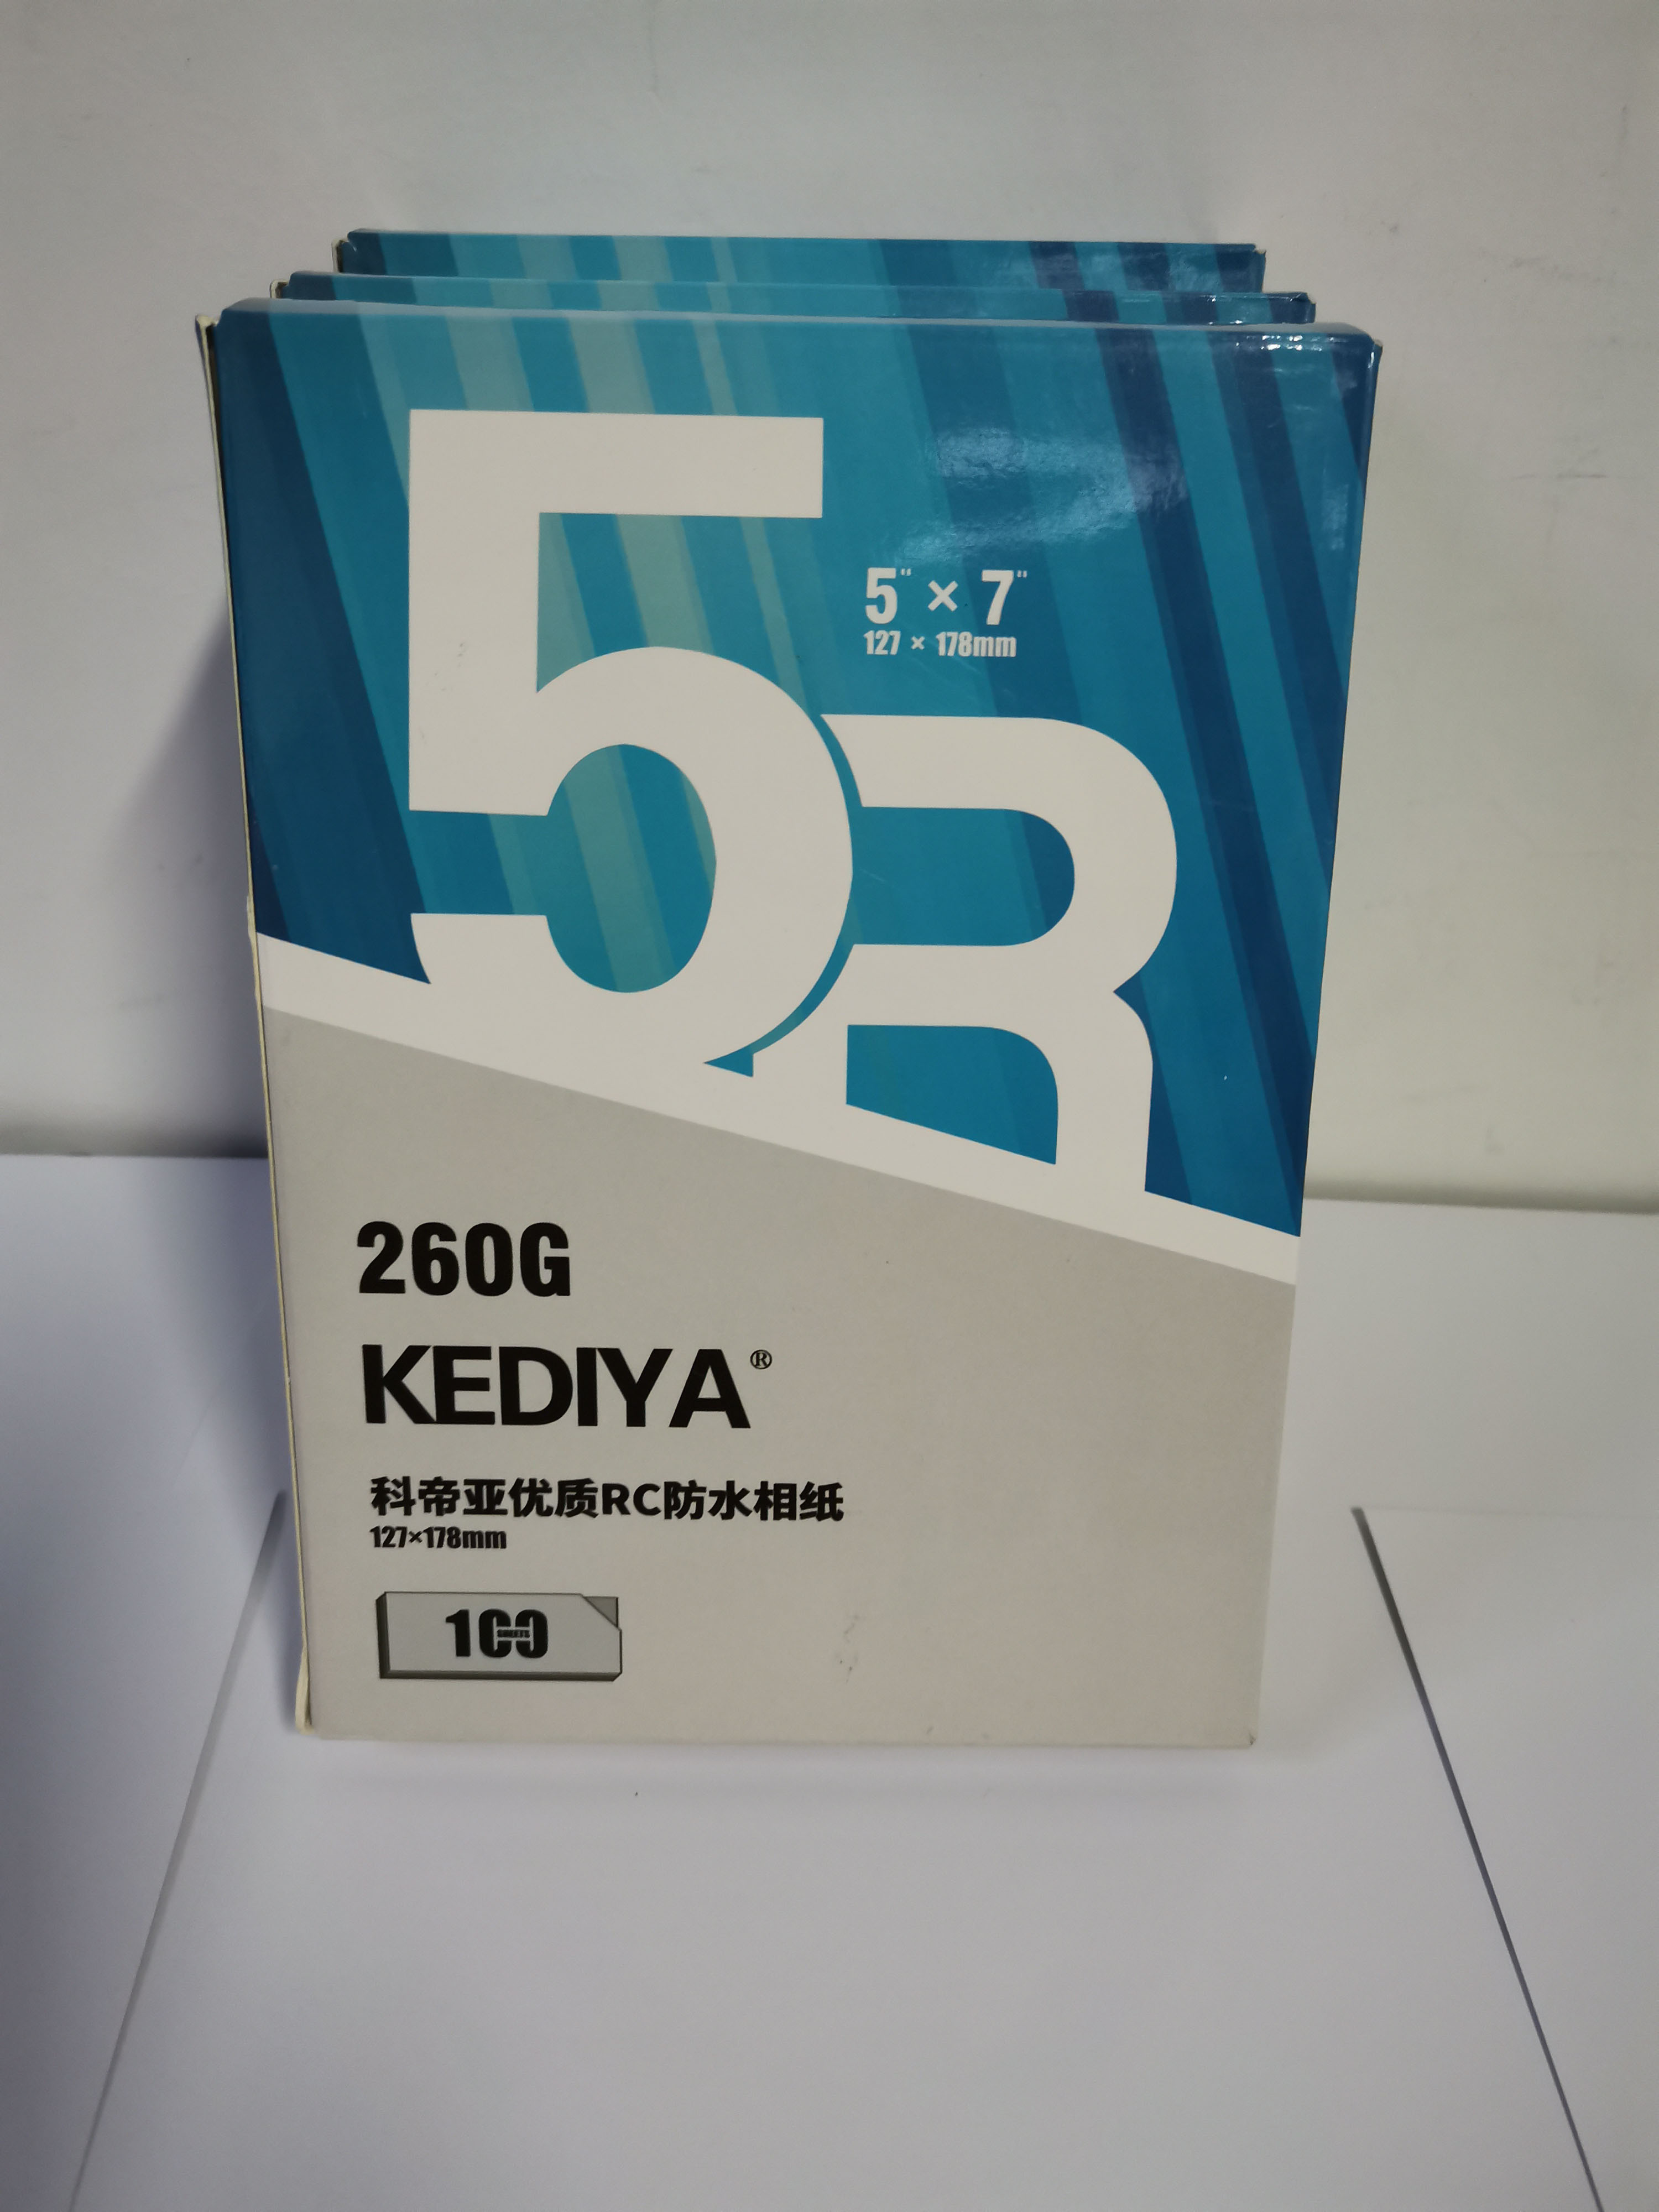 5R
5" × 7"
127 × 178mm
260G
KEDIYA®
科帝亚优质RC防水相纸
127×178mm
100
SHEETS